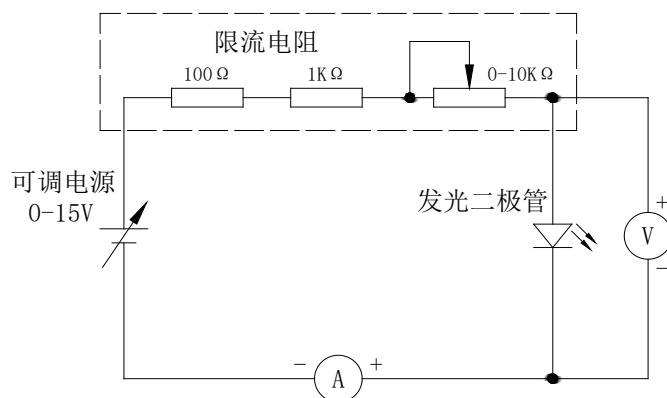 限流电阻
100Ω
1KΩ
0-10KΩ
可调电源
0-15V
发光二极管
+
V
-
- A +